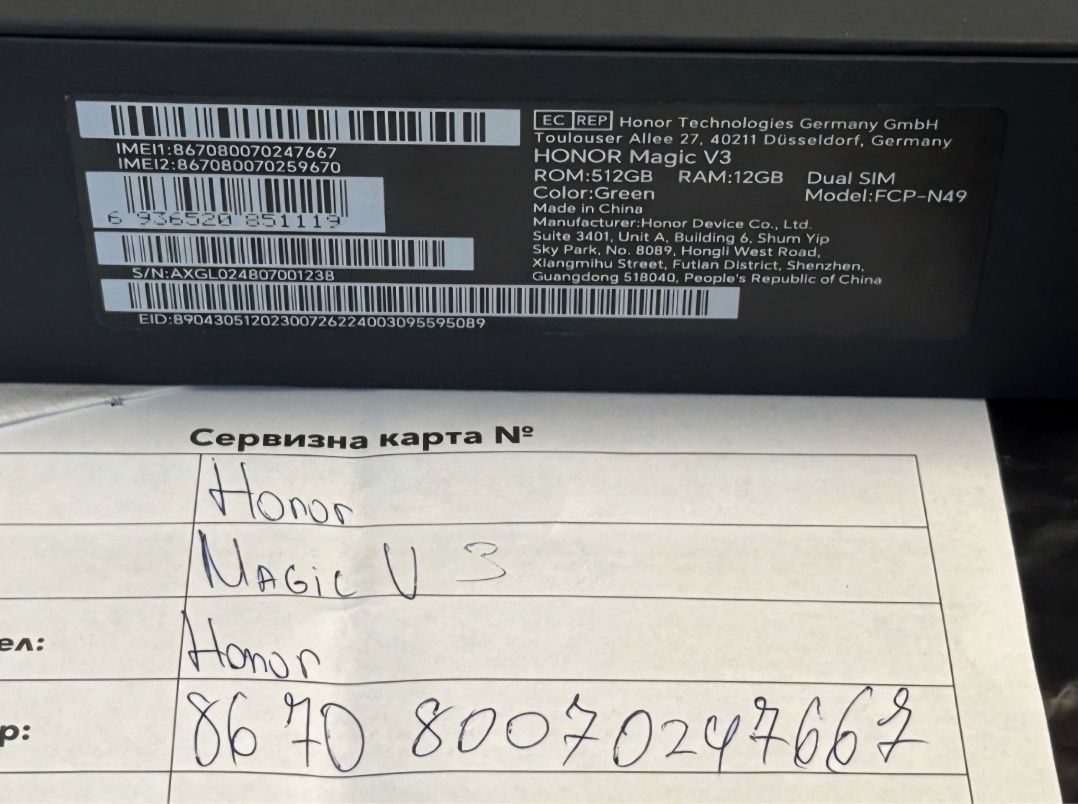 IMEI1:867080070247667
IMEI2:867080070259670
6 936520 851119
S/N:AXGL024807001238
EID:89043051202300726224003095595089
EC REP Honor Technologies Germany GmbH
Toulouser Allee 27, 40211 Düsseldorf, Germany
HONOR Magic V3
ROM:512GB RAM:12GB Dual SIM
Color:Green Model:FCP-N49
Made in China
Manufacturer:Honor Device Co., Ltd.
Suite 3401, Unit A, Building 6, Shum Yip
Sky Park, No. 8089, Hongli West Road,
Xiangmihu Street, Futian District, Shenzhen,
Guangdong 518040, People's Republic of China
Сервизна карта №
Honor
Magic V 3
ел: Honor
р: 8670 80070247667